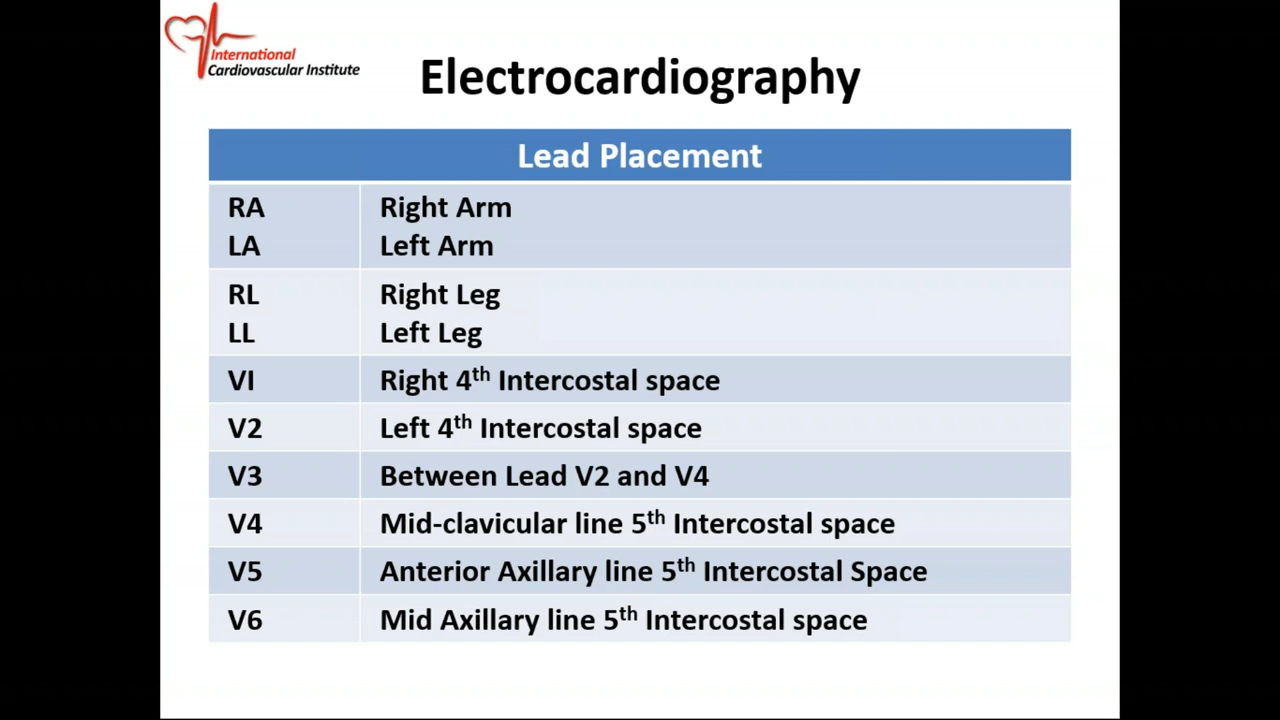 International
Cardiovascular Institute
Electrocardiography
Lead Placement
RA Right Arm
LA Left Arm
RL Right Leg
LL Left Leg
VI Right 4th Intercostal space
V2 Left 4th Intercostal space
V3 Between Lead V2 and V4
V4 Mid-clavicular line 5th Intercostal space
V5 Anterior Axillary line 5th Intercostal Space
V6 Mid Axillary line 5th Intercostal space